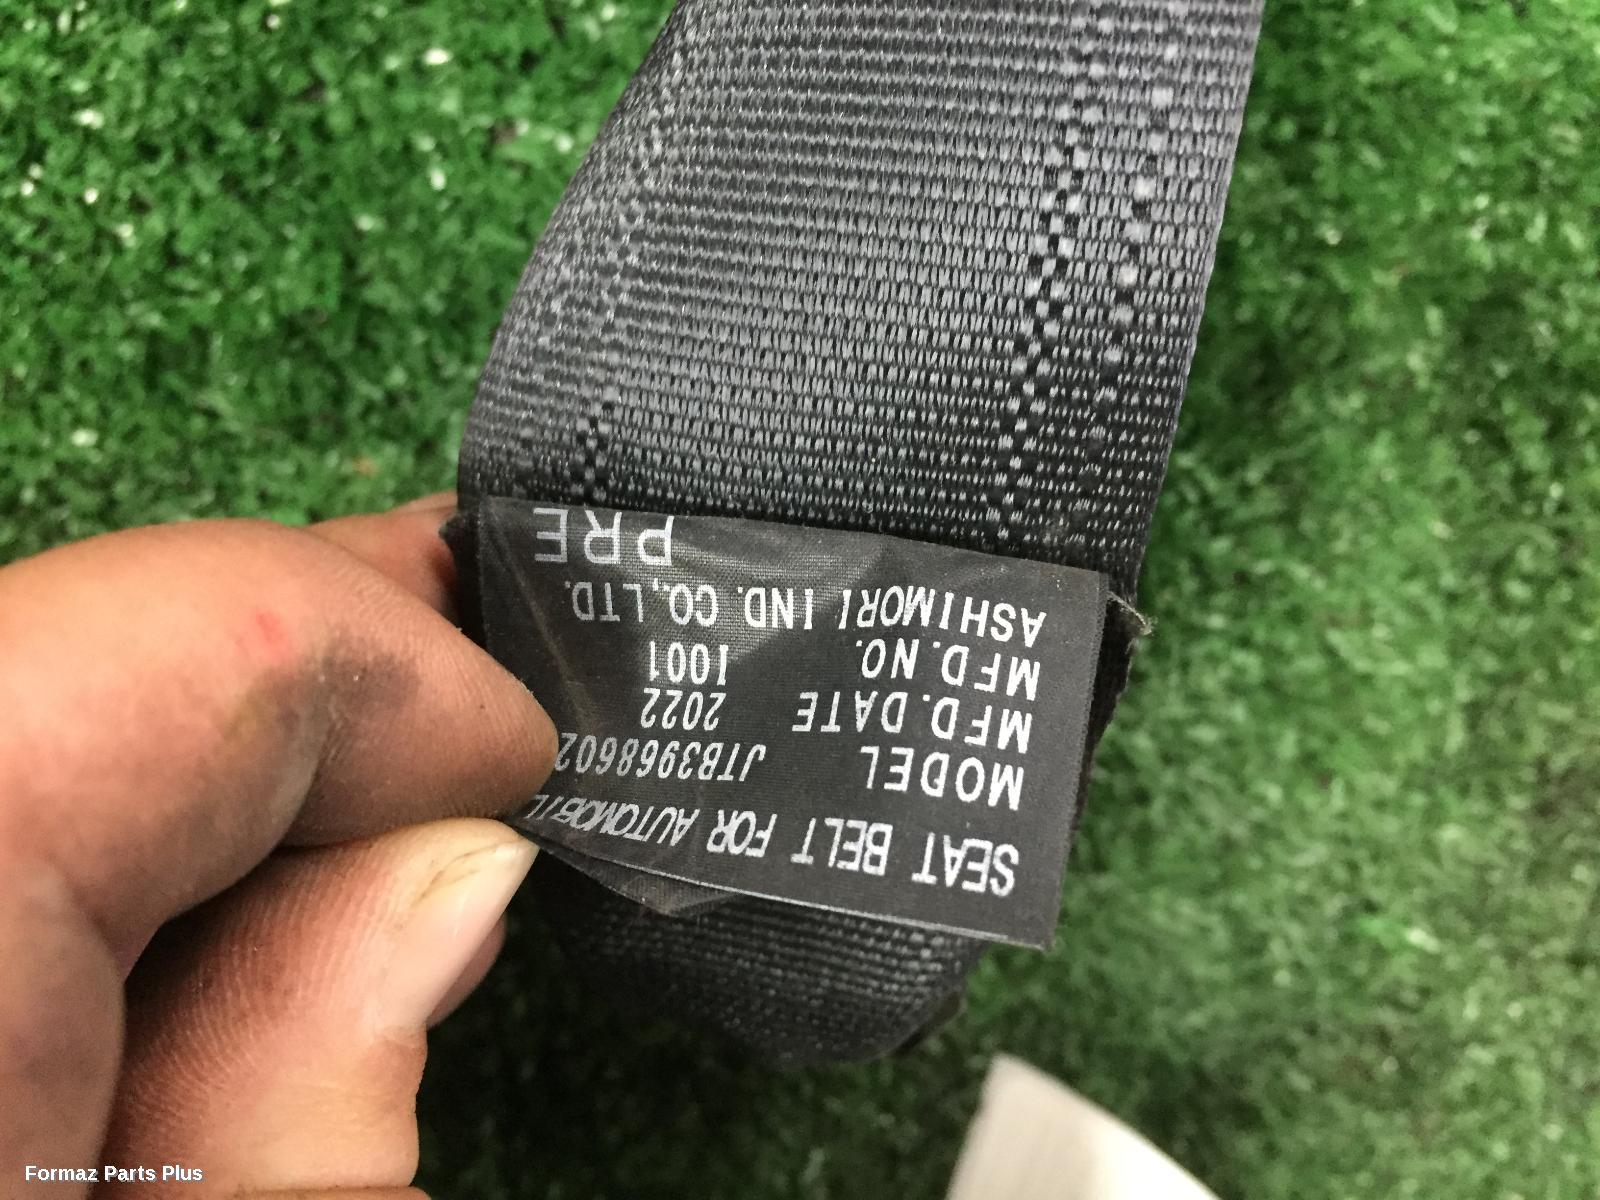 SEAT BELT FOR AUTOMOBIL
MODEL JTB3968602
MFD. DATE 2022
MFD. NO. 1001
ASHIMORI IND. CO.,LTD.
PRE
Formaz Parts Plus